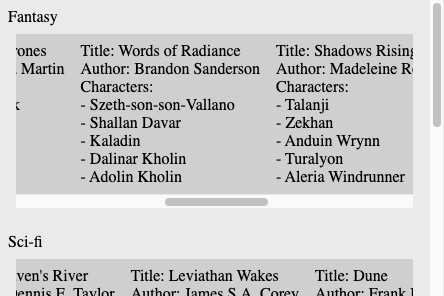 Fantasy
rones Title: Words of Radiance Title: Shadows Rising
. Martin Author: Brandon Sanderson Author: Madeleine R
Characters: Characters:
k - Szeth-son-son-Vallano - Talanji
- Shallan Davar - Zekhan
- Kaladin - Anduin Wrynn
- Dalinar Kholin - Turalyon
- Adolin Kholin - Aleria Windrunner
Sci-fi
ven's River Title: Leviathan Wakes Title: Dune
Dennis E. Taylor Author: James S.A. Corey Author: Frank